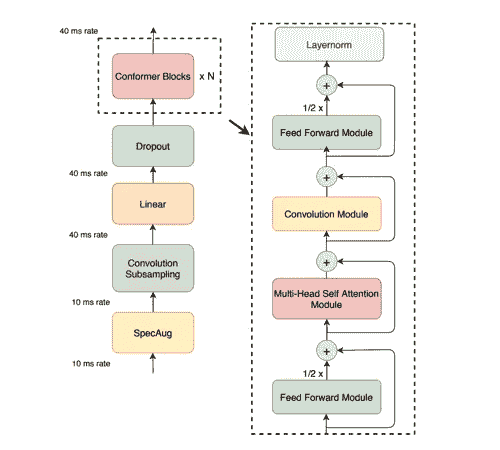 40 ms rate
Conformer Blocks
x N
Dropout
40 ms rate
Linear
40 ms rate
Convolution
Subsampling
10 ms rate
SpecAug
10 ms rate
Layernorm
+
1/2 x
Feed Forward Module
+
Convolution Module
+
Multi-Head Self Attention
Module
+
1/2 x
Feed Forward Module